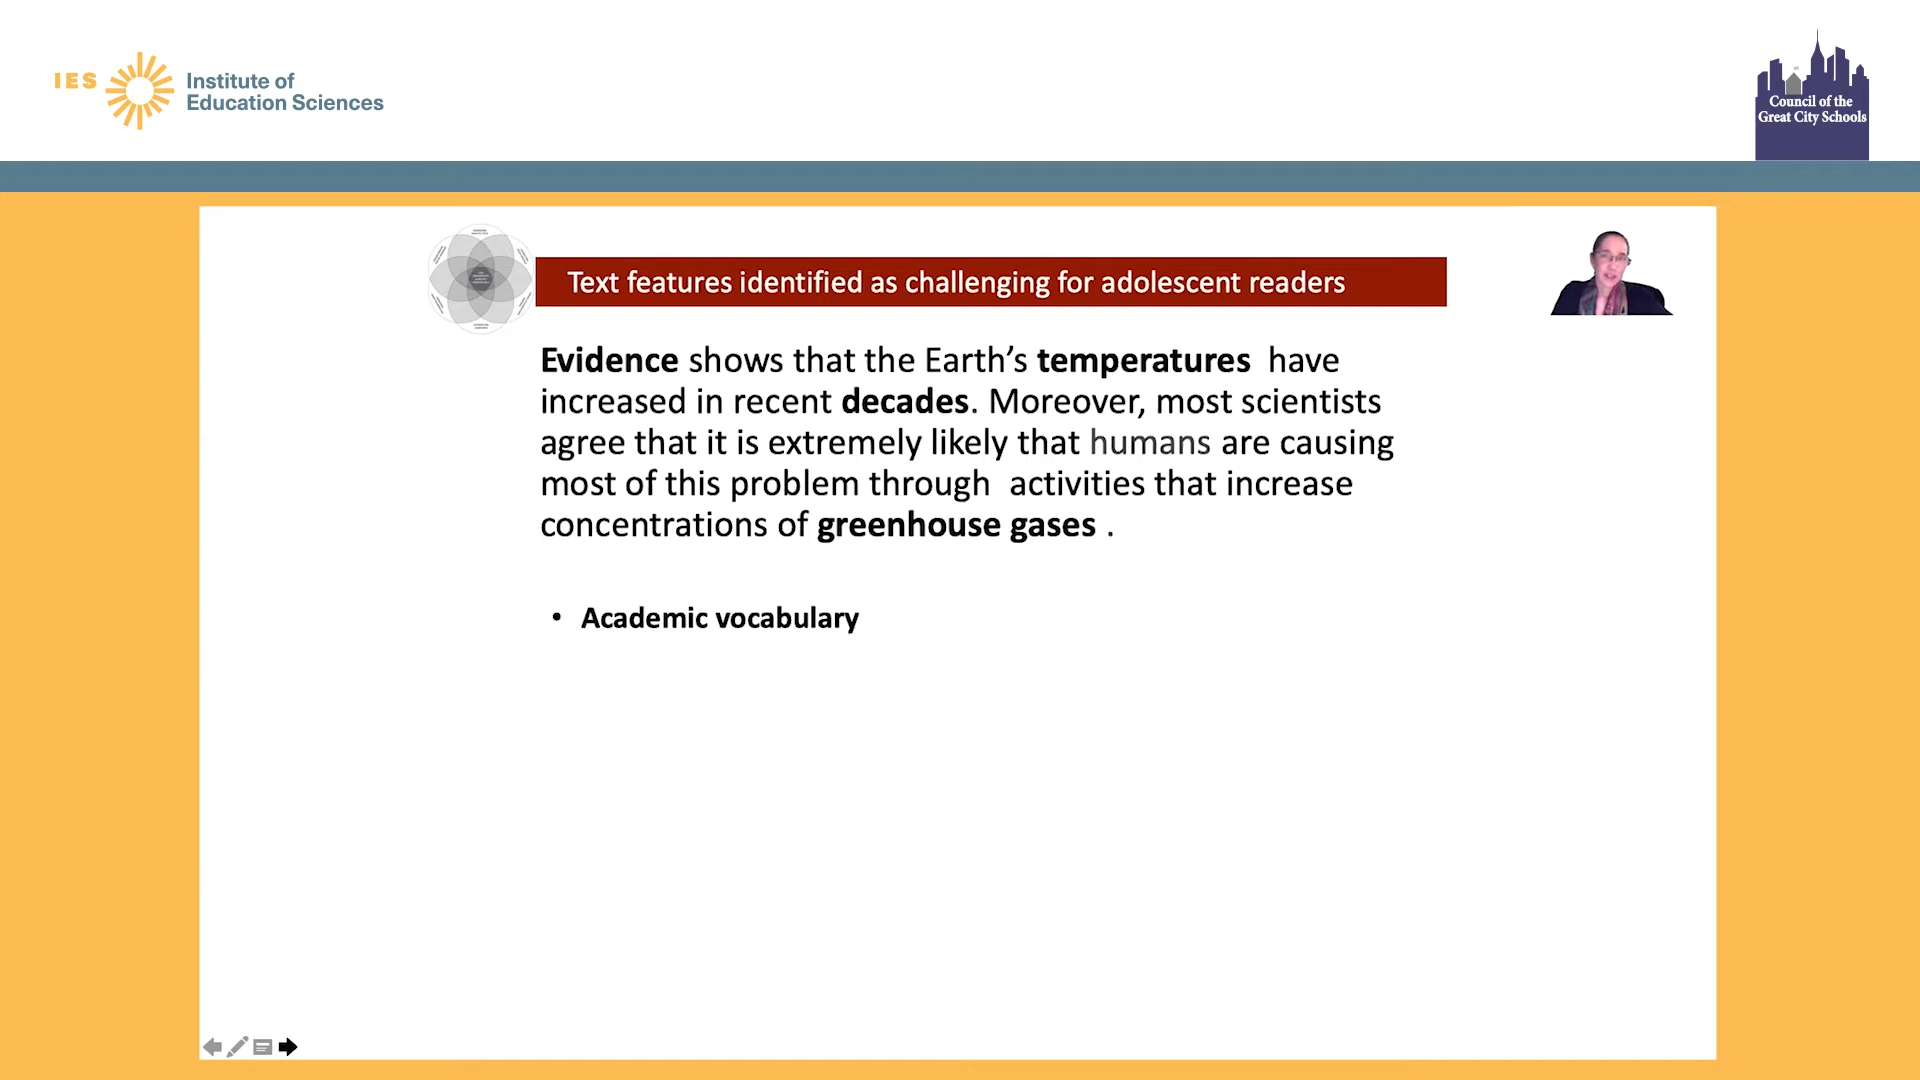 IES
Institute of
Education Sciences
Council of the
Great City Schools
Text features identified as challenging for adolescent readers
Evidence shows that the Earth’s temperatures have
increased in recent decades. Moreover, most scientists
agree that it is extremely likely that humans are causing
most of this problem through activities that increase
concentrations of greenhouse gases .
• Academic vocabulary